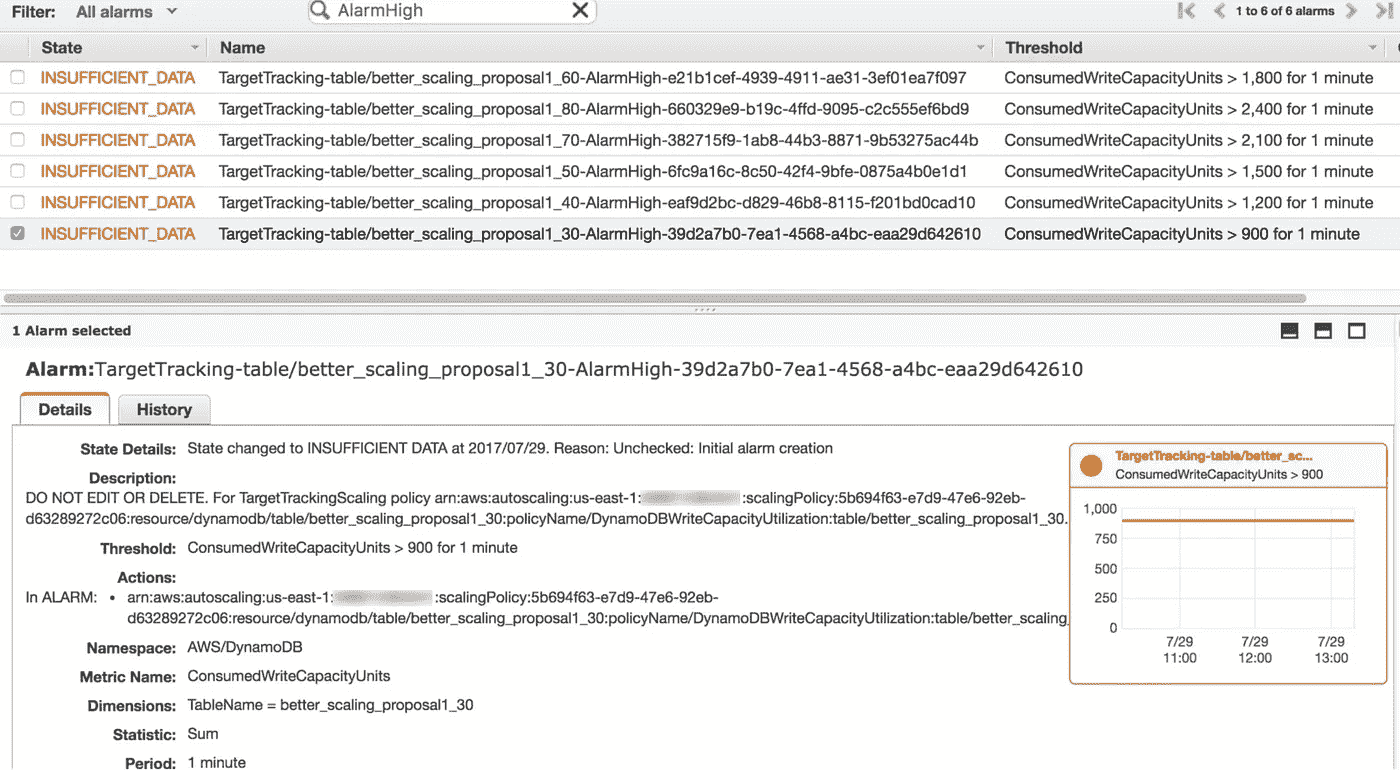 Filter: All alarms AlarmHigh 1 to 6 of 6 alarms
State Name Threshold
INSUFFICIENT_DATA TargetTracking-table/better_scaling_proposal1_60-AlarmHigh-e21b1cef-4939-4911-ae31-3ef01ea7f097 ConsumedWriteCapacityUnits > 1,800 for 1 minute
INSUFFICIENT_DATA TargetTracking-table/better_scaling_proposal1_80-AlarmHigh-660329e9-b19c-4ffd-9095-c2c555ef6bd9 ConsumedWriteCapacityUnits > 2,400 for 1 minute
INSUFFICIENT_DATA TargetTracking-table/better_scaling_proposal1_70-AlarmHigh-382715f9-1ab8-44b3-8871-9b53275ac44b ConsumedWriteCapacityUnits > 2,100 for 1 minute
INSUFFICIENT_DATA TargetTracking-table/better_scaling_proposal1_50-AlarmHigh-6fc9a16c-8c50-42f4-9bfe-0875a4b0e1d1 ConsumedWriteCapacityUnits > 1,500 for 1 minute
INSUFFICIENT_DATA TargetTracking-table/better_scaling_proposal1_40-AlarmHigh-eaf9d2bc-d829-46b8-8115-f201bd0cad10 ConsumedWriteCapacityUnits > 1,200 for 1 minute
INSUFFICIENT_DATA TargetTracking-table/better_scaling_proposal1_30-AlarmHigh-39d2a7b0-7ea1-4568-a4bc-eaa29d642610 ConsumedWriteCapacityUnits > 900 for 1 minute
1 Alarm selected
Alarm:TargetTracking-table/better_scaling_proposal1_30-AlarmHigh-39d2a7b0-7ea1-4568-a4bc-eaa29d642610
Details History
State Details: State changed to INSUFFICIENT DATA at 2017/07/29. Reason: Unchecked: Initial alarm creation
Description:
DO NOT EDIT OR DELETE. For TargetTrackingScaling policy arn:aws:autoscaling:us-east-1: :scalingPolicy:5b694f63-e7d9-47e6-92eb-
d63289272c06:resource/dynamodb/table/better_scaling_proposal1_30:policyName/DynamoDBWriteCapacityUtilization:table/better_scaling_proposal1_30.
Threshold: ConsumedWriteCapacityUnits > 900 for 1 minute
Actions:
In ALARM: • arn:aws:autoscaling:us-east-1: :scalingPolicy:5b694f63-e7d9-47e6-92eb-
d63289272c06:resource/dynamodb/table/better_scaling_proposal1_30:policyName/DynamoDBWriteCapacityUtilization:table/better_scaling_
Namespace: AWS/DynamoDB
Metric Name: ConsumedWriteCapacityUnits
Dimensions: TableName = better_scaling_proposal1_30
Statistic: Sum
Period: 1 minute
TargetTracking-table/better_sc...
ConsumedWriteCapacityUnits > 900
1,000
750
500
250
0
7/29 7/29 7/29
11:00 12:00 13:00